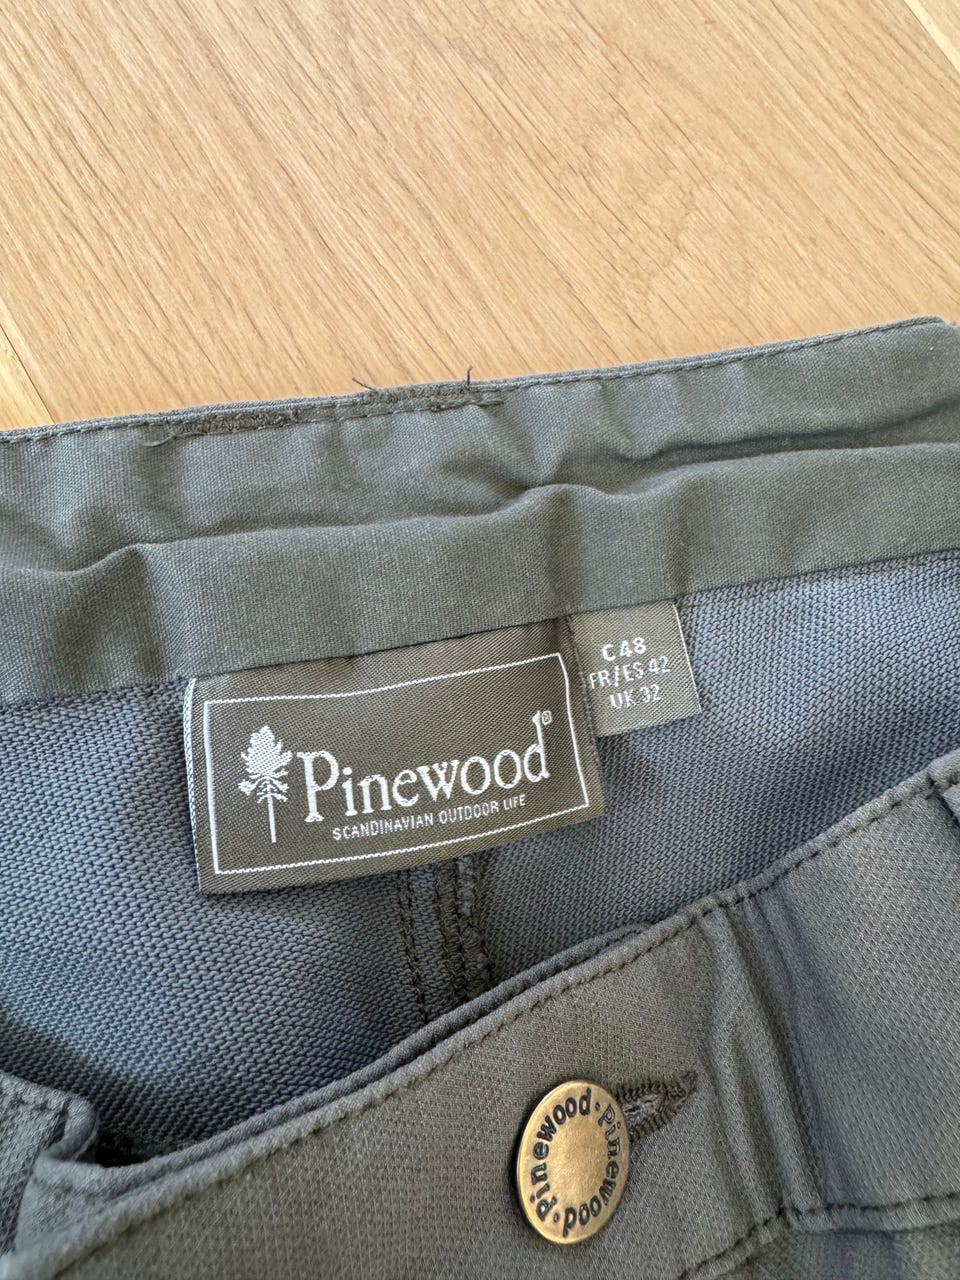 C48
FR/ES 42
UK 32
Pinewood®
SCANDINAVIAN OUTDOOR LIFE
Pinewood · Pinewood ·